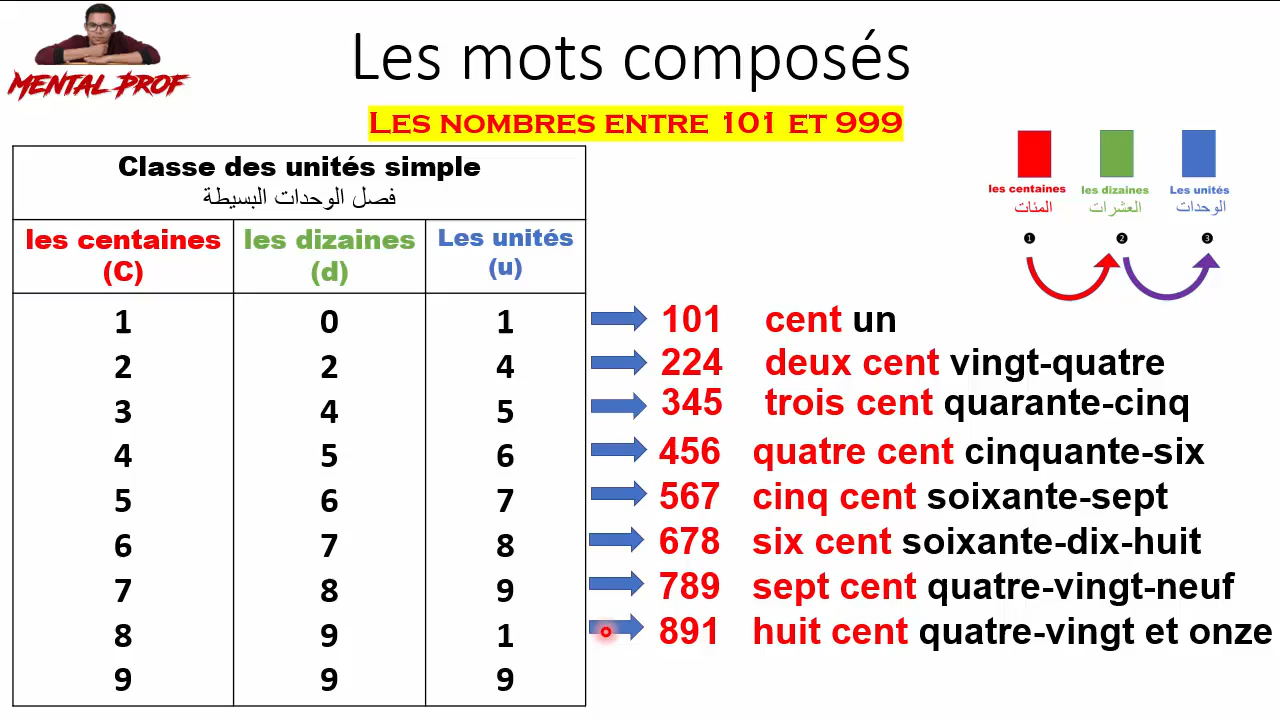 MENTAL PROF
Les mots composés
LES NOMBRES ENTRE 101 ET 999
Classe des unités simple
فصل الوحدات البسيطة
les centaines (C) les dizaines (d) Les unités (u)
1 0 1
2 2 4
3 4 5
4 5 6
5 6 7
6 7 8
7 8 9
8 9 1
9 9 9
les centaines les dizaines Les unités
المئات العشرات الوحدات
❶ ❷ ❸
101 cent un
224 deux cent vingt-quatre
345 trois cent quarante-cinq
456 quatre cent cinquante-six
567 cinq cent soixante-sept
678 six cent soixante-dix-huit
789 sept cent quatre-vingt-neuf
891 huit cent quatre-vingt et onze